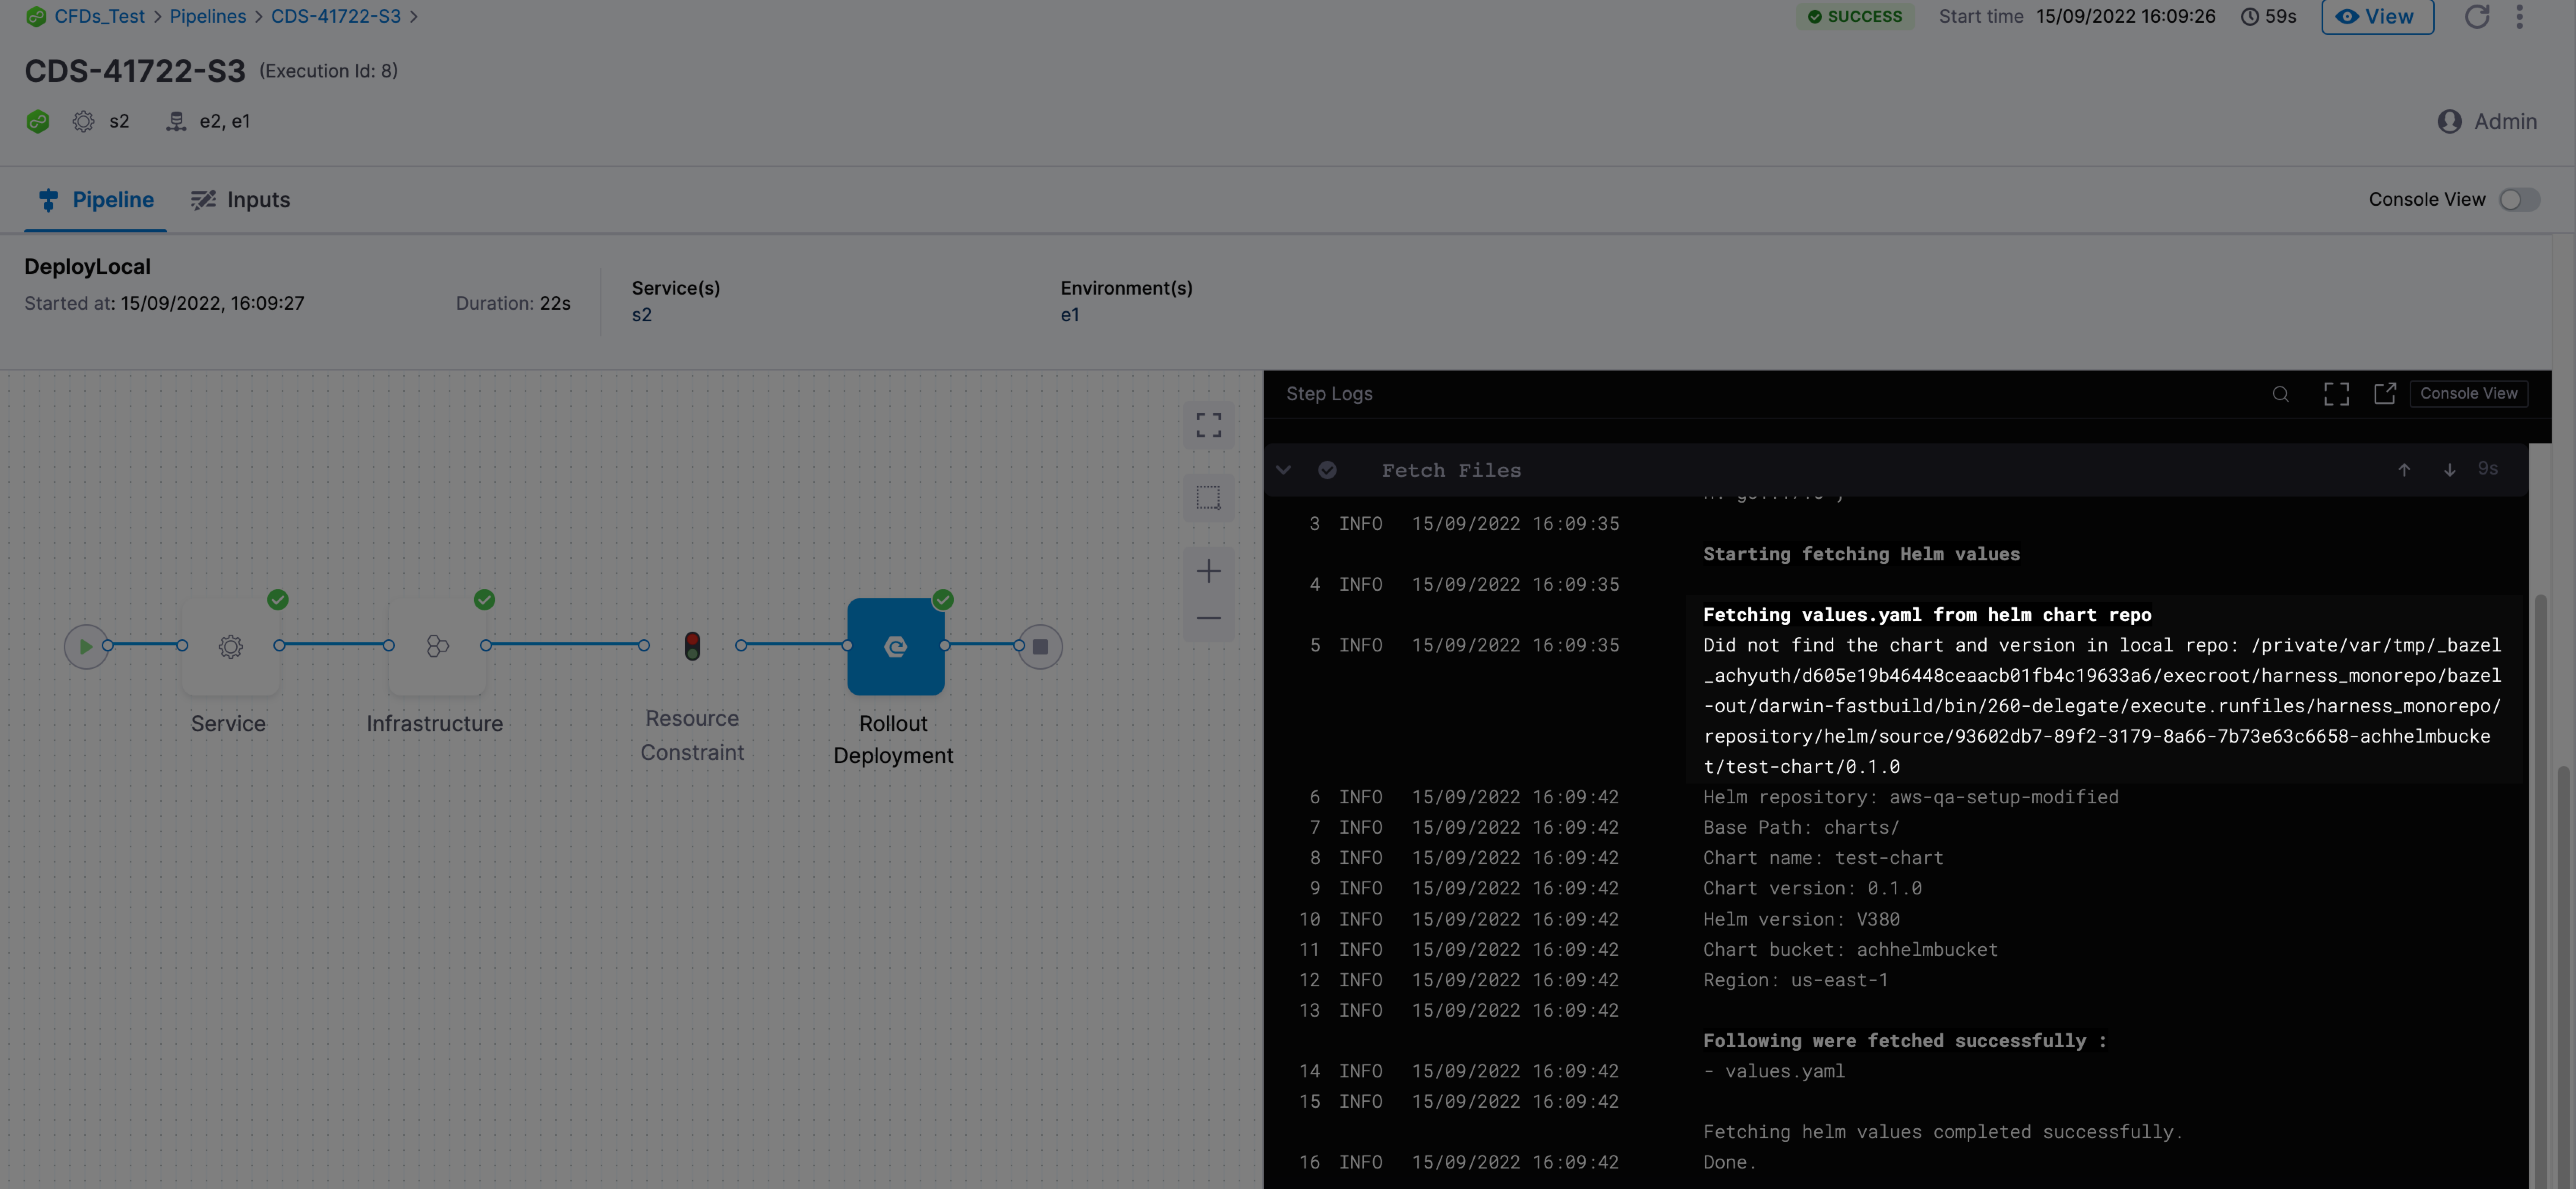 CFDs_Test > Pipelines > CDS-41722-S3 >
SUCCESS Start time 15/09/2022 16:09:26 59s View
CDS-41722-S3 (Execution Id: 8)
s2 e2, e1
Admin
Pipeline Inputs
Console View
DeployLocal
Started at: 15/09/2022, 16:09:27 Duration: 22s
Service(s)
s2
Environment(s)
e1
Service
Infrastructure
Resource
Constraint
Rollout
Deployment
Step Logs
Console View
Fetch Files 9s
3 INFO 15/09/2022 16:09:35
Starting fetching Helm values
4 INFO 15/09/2022 16:09:35
Fetching values.yaml from helm chart repo
5 INFO 15/09/2022 16:09:35 Did not find the chart and version in local repo: /private/var/tmp/_bazel
_achyuth/d605e19b46448ceaacb01fb4c19633a6/execroot/harness_monorepo/bazel
-out/darwin-fastbuild/bin/260-delegate/execute.runfiles/harness_monorepo/
repository/helm/source/93602db7-89f2-3179-8a66-7b73e63c6658-achhelmbucke
t/test-chart/0.1.0
6 INFO 15/09/2022 16:09:42 Helm repository: aws-qa-setup-modified
7 INFO 15/09/2022 16:09:42 Base Path: charts/
8 INFO 15/09/2022 16:09:42 Chart name: test-chart
9 INFO 15/09/2022 16:09:42 Chart version: 0.1.0
10 INFO 15/09/2022 16:09:42 Helm version: V380
11 INFO 15/09/2022 16:09:42 Chart bucket: achhelmbucket
12 INFO 15/09/2022 16:09:42 Region: us-east-1
13 INFO 15/09/2022 16:09:42
Following were fetched successfully :
14 INFO 15/09/2022 16:09:42 - values.yaml
15 INFO 15/09/2022 16:09:42
Fetching helm values completed successfully.
16 INFO 15/09/2022 16:09:42 Done.